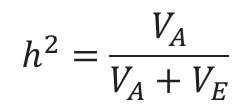 h² = V_A / (V_A + V_E)